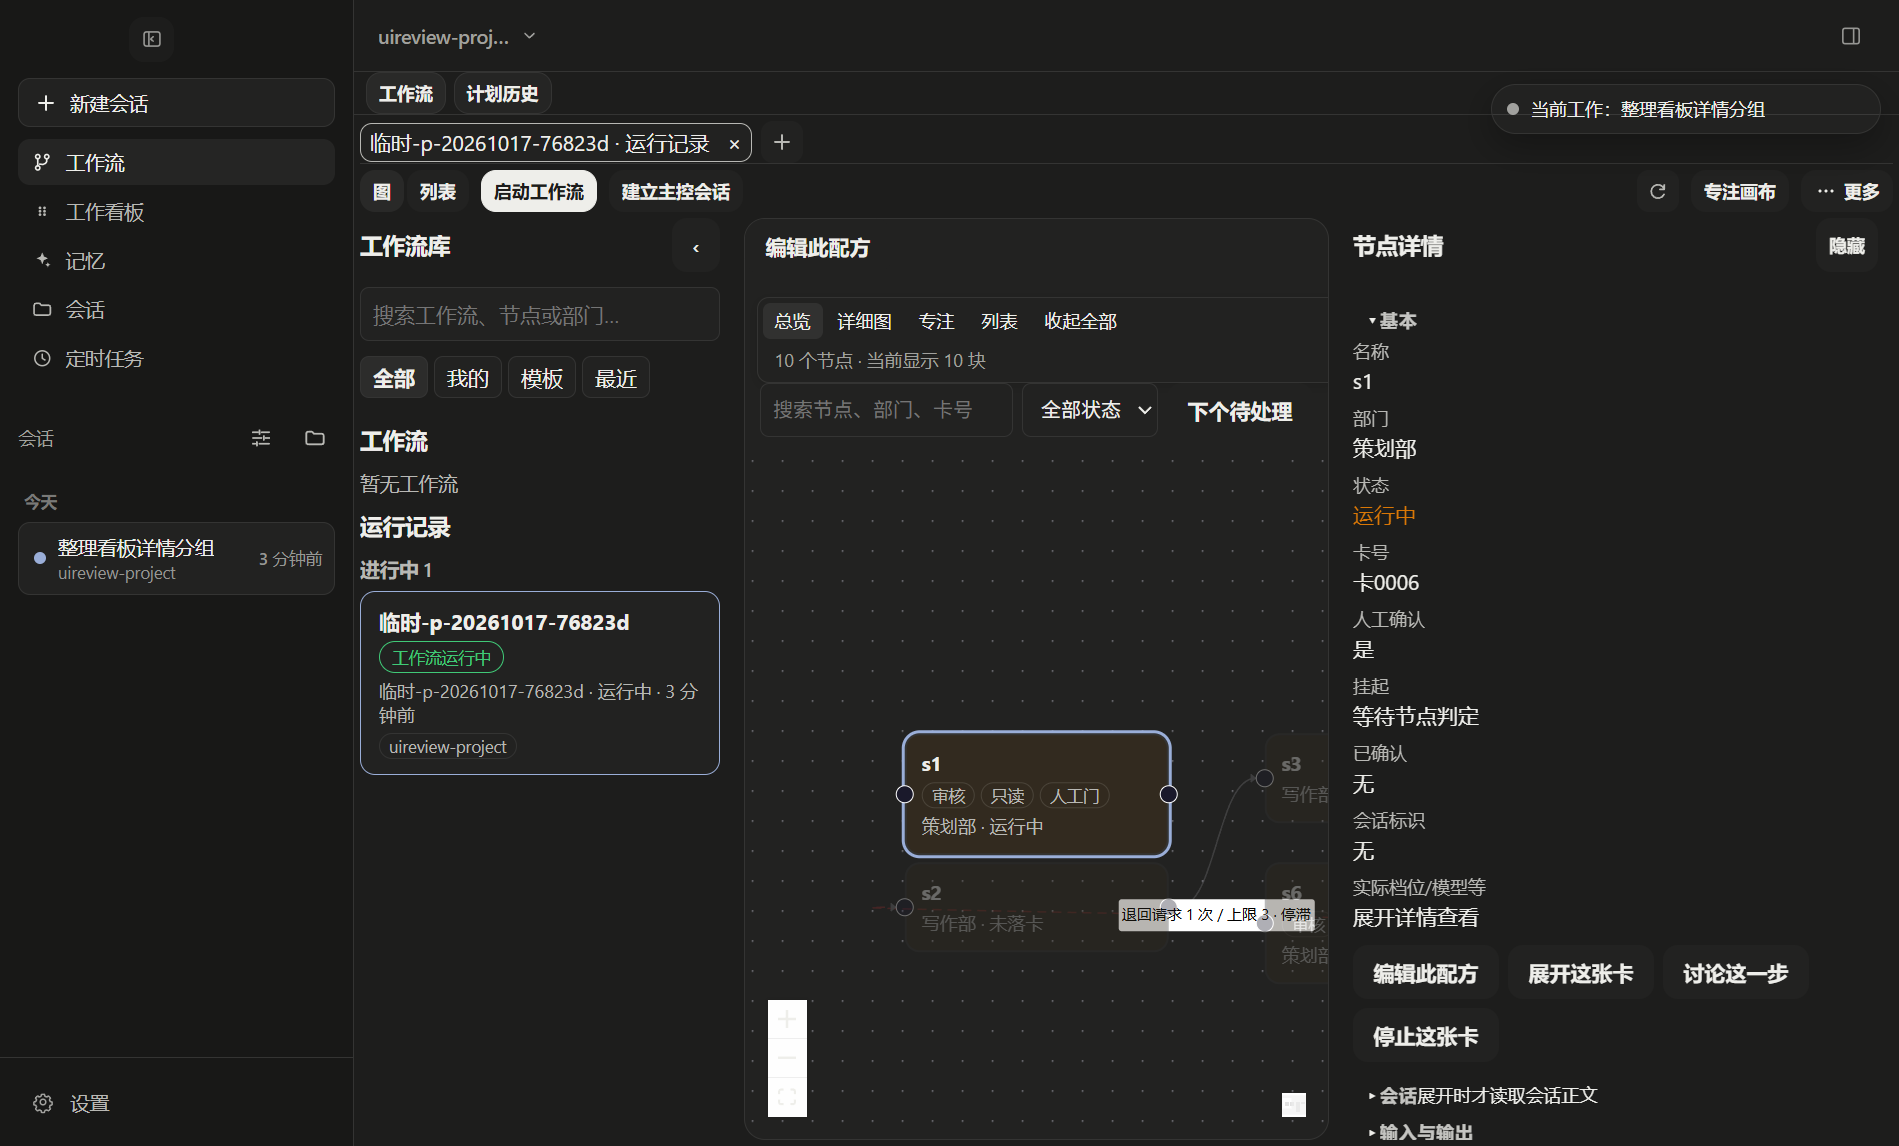 新建会话
工作流
工作看板
记忆
会话
定时任务
会话
今天
整理看板详情分组
uireview-project
3 分钟前
设置
uireview-proj...
工作流
计划历史
当前工作：整理看板详情分组
临时-p-20261017-76823d · 运行记录 ×
图
列表
启动工作流
建立主控会话
专注画布
··· 更多
工作流库
搜索工作流、节点或部门...
全部
我的
模板
最近
工作流
暂无工作流
运行记录
进行中 1
临时-p-20261017-76823d
工作流运行中
临时-p-20261017-76823d · 运行中 · 3 分
钟前
uireview-project
编辑此配方
总览
详细图
专注
列表
收起全部
10 个节点 · 当前显示 10 块
搜索节点、部门、卡号
全部状态
下个待处理
s1
审核
只读
人工门
策划部 · 运行中
s2
写作部 · 未落卡
退回请求 1 次 / 上限 3 · 停滞
s3
写作部
s6
审核
策划部
节点详情
隐藏
基本
名称
s1
部门
策划部
状态
运行中
卡号
卡0006
人工确认
是
挂起
等待节点判定
已确认
无
会话标识
无
实际档位/模型等
展开详情查看
编辑此配方
展开这张卡
讨论这一步
停止这张卡
会话展开时才读取会话正文
输入与输出